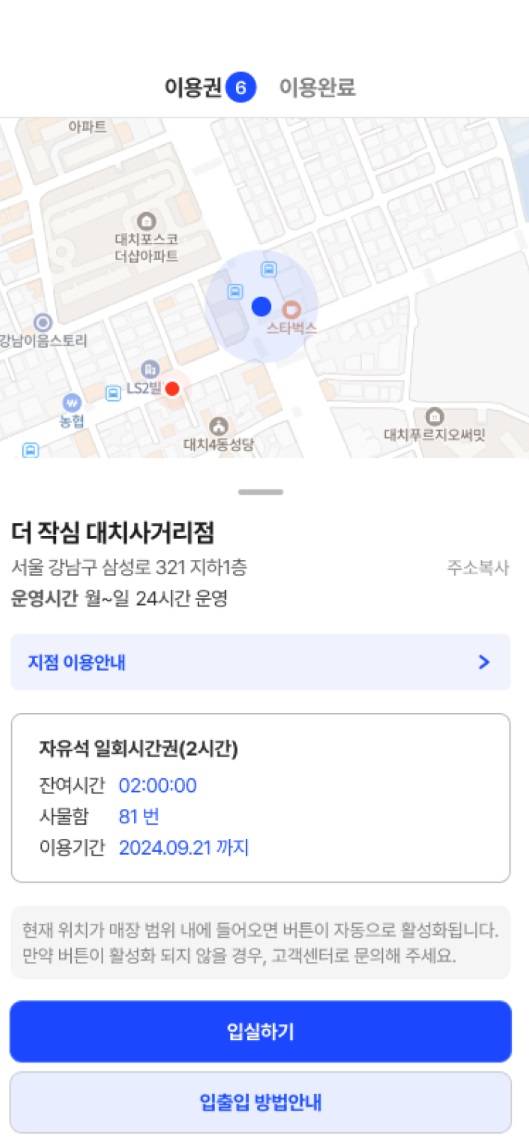 이용권 6 이용완료
아파트
대치포스코
더샵아파트
스타벅스
강남이음스토리
LS2빌
농협
대치4동성당
대치푸르지오써밋
더 작심 대치사거리점
서울 강남구 삼성로 321 지하1층 주소복사
운영시간 월~일 24시간 운영
지점 이용안내
자유석 일회시간권(2시간)
잔여시간 02:00:00
사물함 81 번
이용기간 2024.09.21 까지
현재 위치가 매장 범위 내에 들어오면 버튼이 자동으로 활성화됩니다.
만약 버튼이 활성화 되지 않을 경우, 고객센터로 문의해 주세요.
입실하기
입출입 방법안내